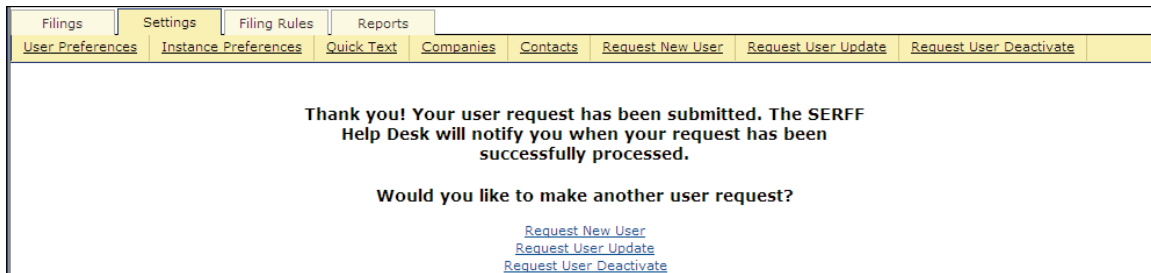 Filings Settings Filing Rules Reports
User Preferences Instance Preferences Quick Text Companies Contacts Request New User Request User Update Request User Deactivate
Thank you! Your user request has been submitted. The SERFF
Help Desk will notify you when your request has been
successfully processed.
Would you like to make another user request?
Request New User
Request User Update
Request User Deactivate